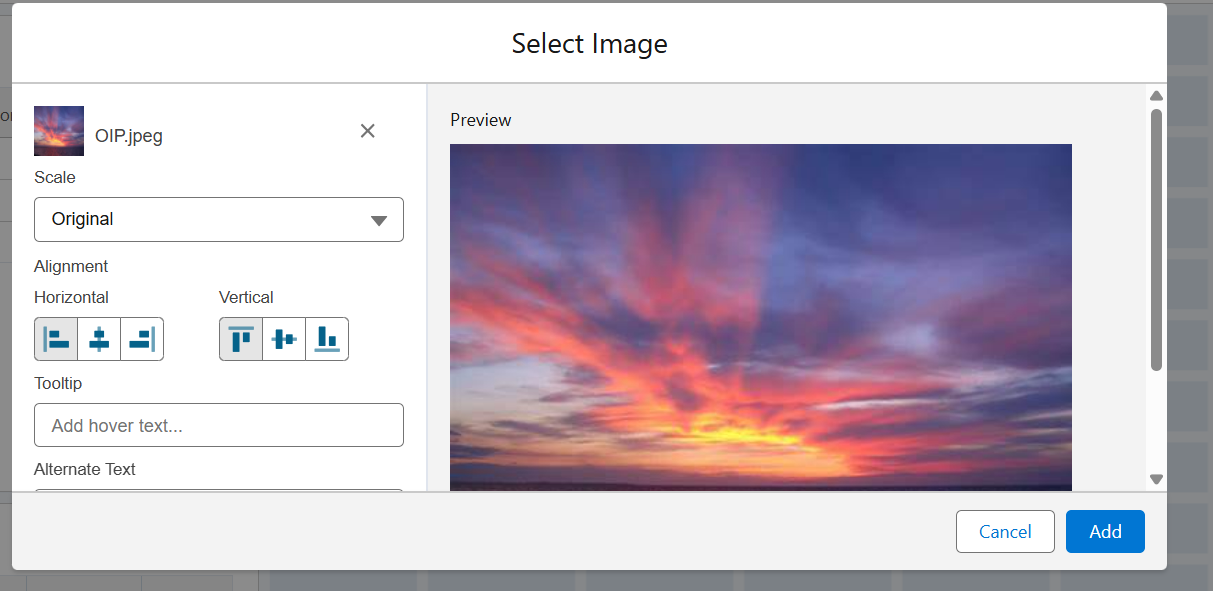 Select Image
OIP.jpeg
Scale
Original
Alignment
Horizontal Vertical
Tooltip
Add hover text...
Alternate Text
Preview
Cancel Add